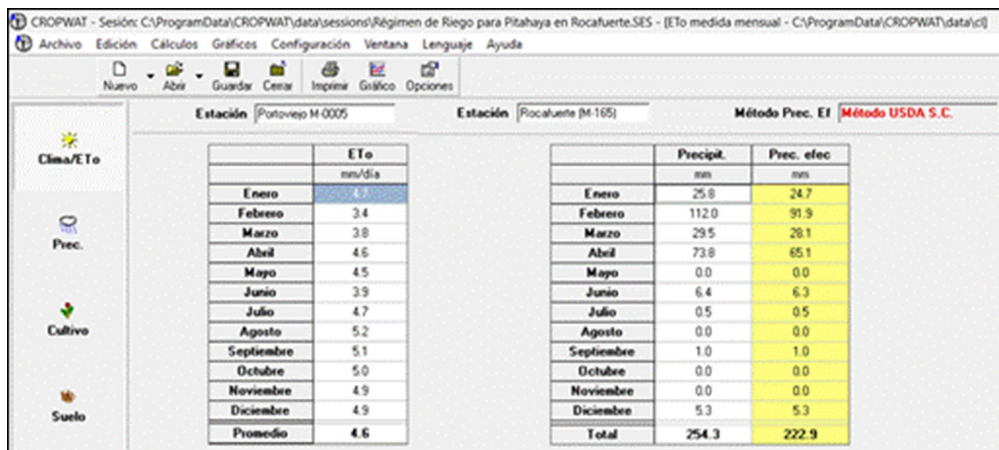 CROPWAT - Sesión: C:\ProgramData\CROPWAT\data\sessions\Régimen de Riego para Pitahaya en Rocafuerte.SES - [ETo medida mensual - C:\ProgramData\CROPWAT\data\cl]
Archivo Edición Cálculos Gráficos Configuración Ventana Lenguaje Ayuda
Nuevo Abrir Guardar Cerrar Imprimir Gráfico Opciones
Estación Portoviejo M-0005 Estación Rocafuerte (M-165) Método Prec. Ef Método USDA S.C.
Clima/ETo
Prec.
Cultivo
Suelo
ETo
mm/día
Enero 4.7
Febrero 3.4
Marzo 3.8
Abril 4.6
Mayo 4.5
Junio 3.9
Julio 4.7
Agosto 5.2
Septiembre 5.1
Octubre 5.0
Noviembre 4.9
Diciembre 4.9
Promedio 4.6
Precipit. Prec. efec
mm mm
Enero 25.8 24.7
Febrero 112.0 91.9
Marzo 29.5 28.1
Abril 73.8 65.1
Mayo 0.0 0.0
Junio 6.4 6.3
Julio 0.5 0.5
Agosto 0.0 0.0
Septiembre 1.0 1.0
Octubre 0.0 0.0
Noviembre 0.0 0.0
Diciembre 5.3 5.3
Total 254.3 222.9